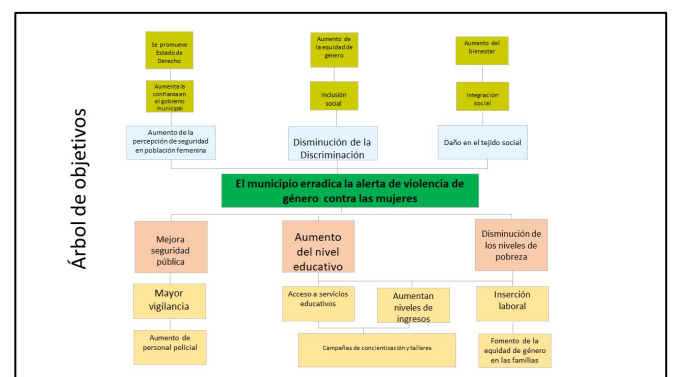 Árbol de objetivos
Se promueve
Estado de
Derecho
Aumento de
la equidad de
género
Aumento del
bienestar
Aumenta la
confianza en
el gobierno
municipal
Inclusión
social
Integración
social
Aumento de la
percepción de seguridad
en población femenina
Disminución de la
Discriminación
Daño en el tejido social
El municipio erradica la alerta de violencia de
género contra las mujeres
Mejora
seguridad
pública
Aumento
del nivel
educativo
Disminución de
los niveles de
pobreza
Mayor
vigilancia
Acceso a servicios
educativos
Aumentan
niveles de
ingresos
Inserción
laboral
Aumento de
personal policial
Campañas de concientización y talleres
Fomento de la
equidad de género
en las familias